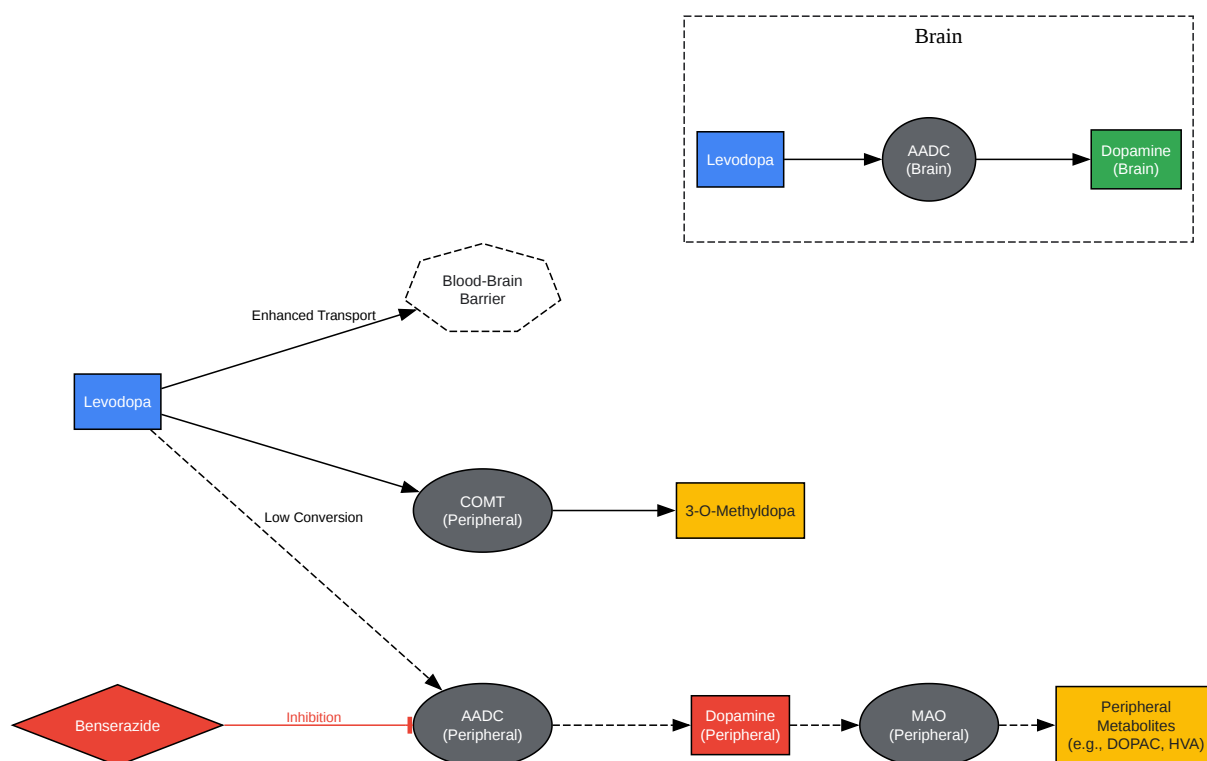 Brain
Levodopa
AADC
(Brain)
Dopamine
(Brain)
Blood-Brain
Barrier
Enhanced Transport
Levodopa
COMT
(Peripheral)
3-O-Methyldopa
Low Conversion
Benserazide
Inhibition
AADC
(Peripheral)
Dopamine
(Peripheral)
MAO
(Peripheral)
Peripheral
Metabolites
(e.g., DOPAC, HVA)